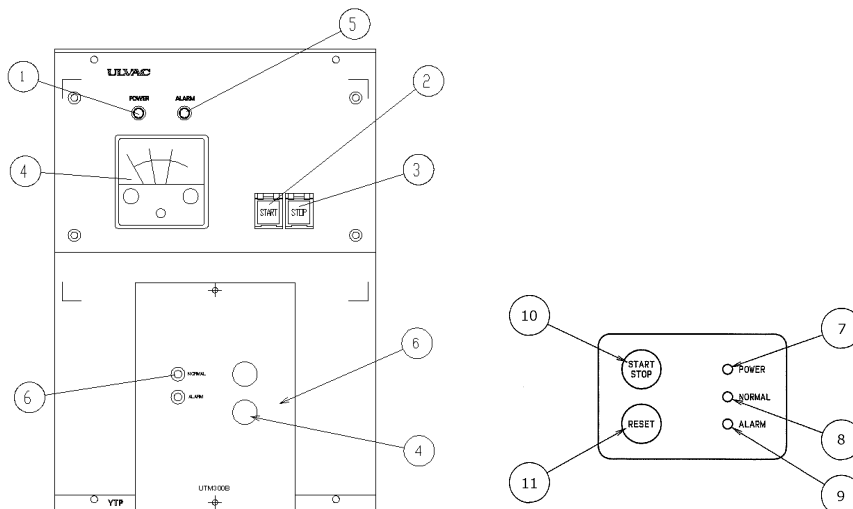 5
ULVAC
1
2
POWER
ALARM
3
4
START
STOP
6
NORMAL
6
ALARM
4
UTM300B
YTP
10
7
START
STOP
POWER
NORMAL
8
RESET
ALARM
11
9